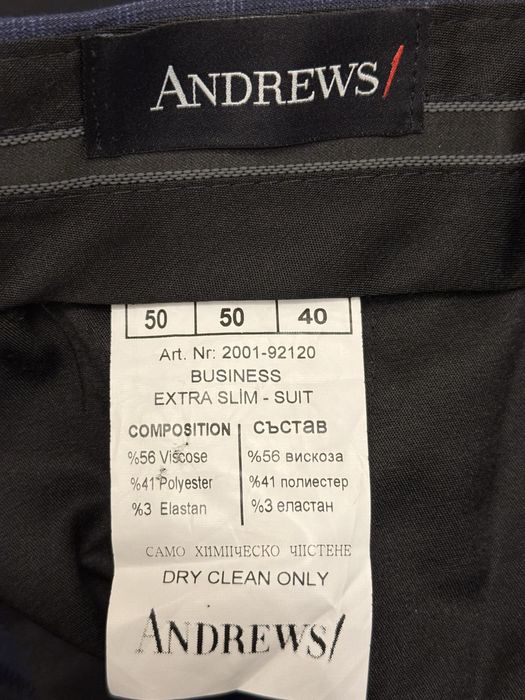 ANDREWS/
50 50 40
Art. Nr: 2001-92120
BUSINESS
EXTRA SLİM - SUIT
COMPOSITION СЪСТАВ
%56 Viscose %56 вискоза
%41 Polyester %41 полиестер
%3 Elastan %3 еластан
САМО ХИМИЧЕСКО ЧИСТЕНЕ
DRY CLEAN ONLY
ANDREWS/